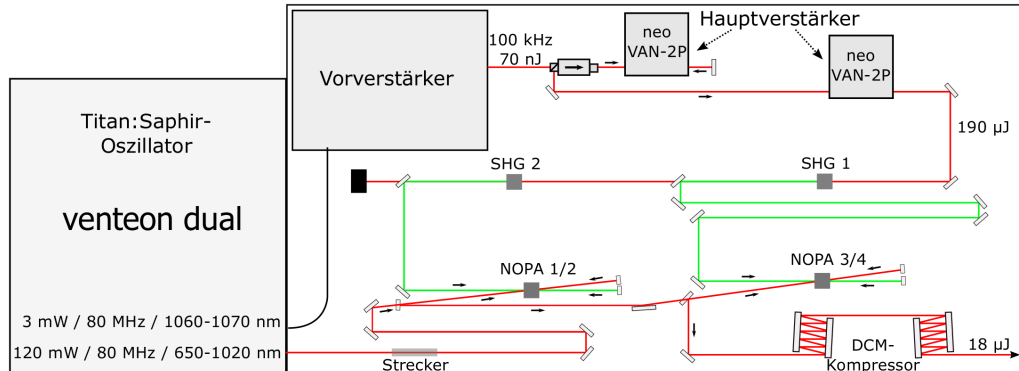 Titan:Saphir-
Oszillator
venteon dual
3 mW / 80 MHz / 1060-1070 nm
120 mW / 80 MHz / 650-1020 nm
Vorverstärker
100 kHz
70 nJ
neo
VAN-2P
Hauptverstärker
neo
VAN-2P
190 µJ
SHG 2
SHG 1
NOPA 1/2
NOPA 3/4
Strecker
DCM-
Kompressor
18 µJ